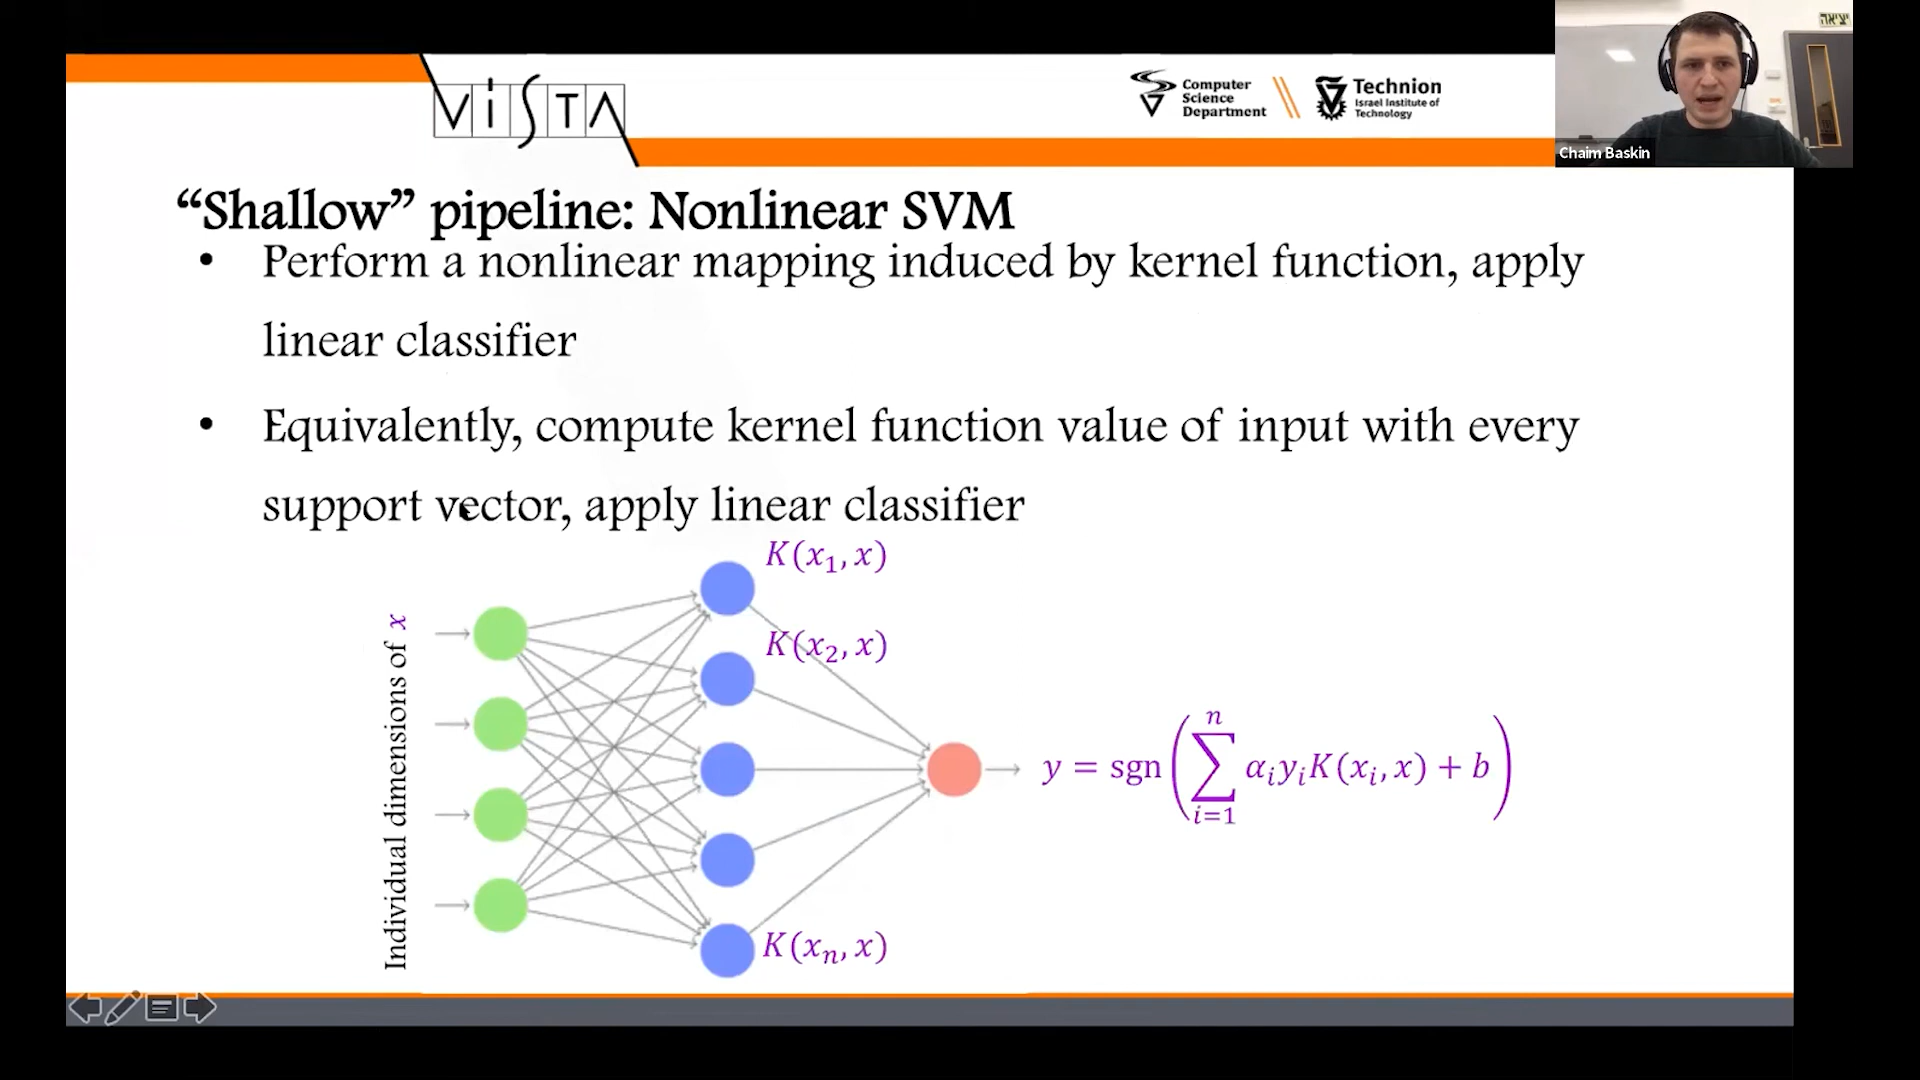 VISTA
Computer
Science
Department
Technion
Israel Institute of
Technology
יציאה
Chaim Baskin
“Shallow” pipeline: Nonlinear SVM
• Perform a nonlinear mapping induced by kernel function, apply
linear classifier
• Equivalently, compute kernel function value of input with every
support vector, apply linear classifier
Individual dimensions of x
K(x₁, x)
K(x₂, x)
K(xₙ, x)
y = sgn(∑ᵢ₌₁ⁿ αᵢyᵢK(xᵢ, x) + b)